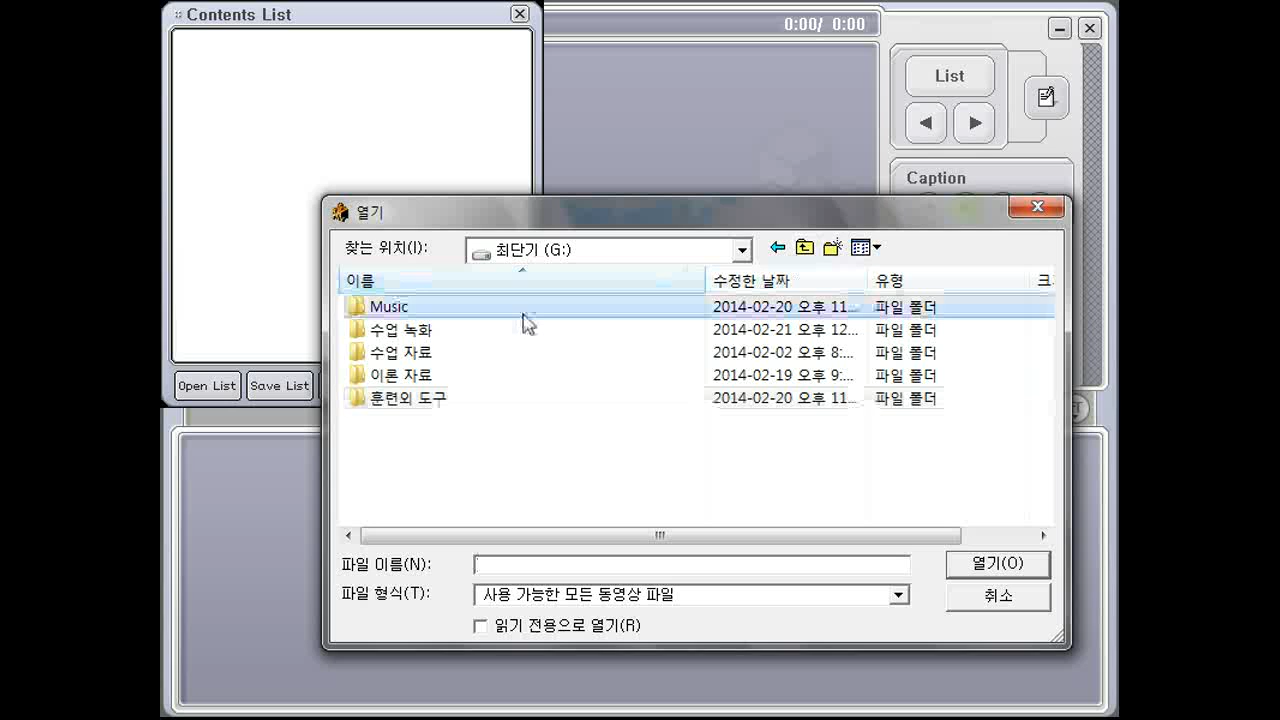 Contents List
0:00/ 0:00
List
Caption
열기
찾는 위치(I): 최단기 (G:)
이름 수정한 날짜 유형
Music 2014-02-20 오후 11... 파일 폴더
수업 녹화 2014-02-21 오후 12... 파일 폴더
수업 자료 2014-02-02 오후 8:... 파일 폴더
이론 자료 2014-02-19 오후 9:... 파일 폴더
훈련외 도구 2014-02-20 오후 11... 파일 폴더
Open List Save List
파일 이름(N): 열기(O)
파일 형식(T): 사용 가능한 모든 동영상 파일 취소
읽기 전용으로 열기(R)